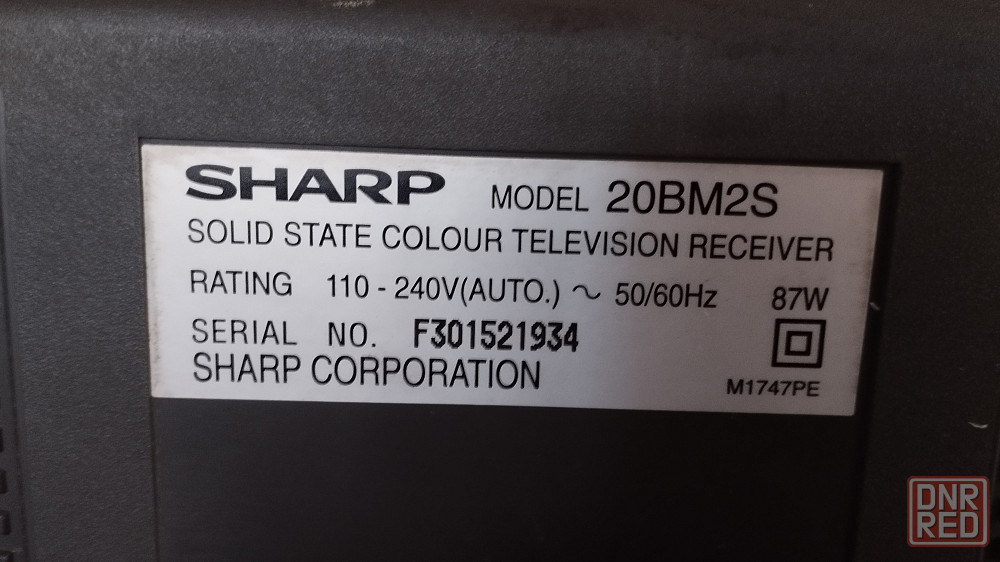 SHARP MODEL 20BM2S
SOLID STATE COLOUR TELEVISION RECEIVER
RATING 110 - 240V(AUTO.) ~ 50/60Hz 87W
SERIAL NO. F301521934
SHARP CORPORATION
M1747PE
DNR
RED